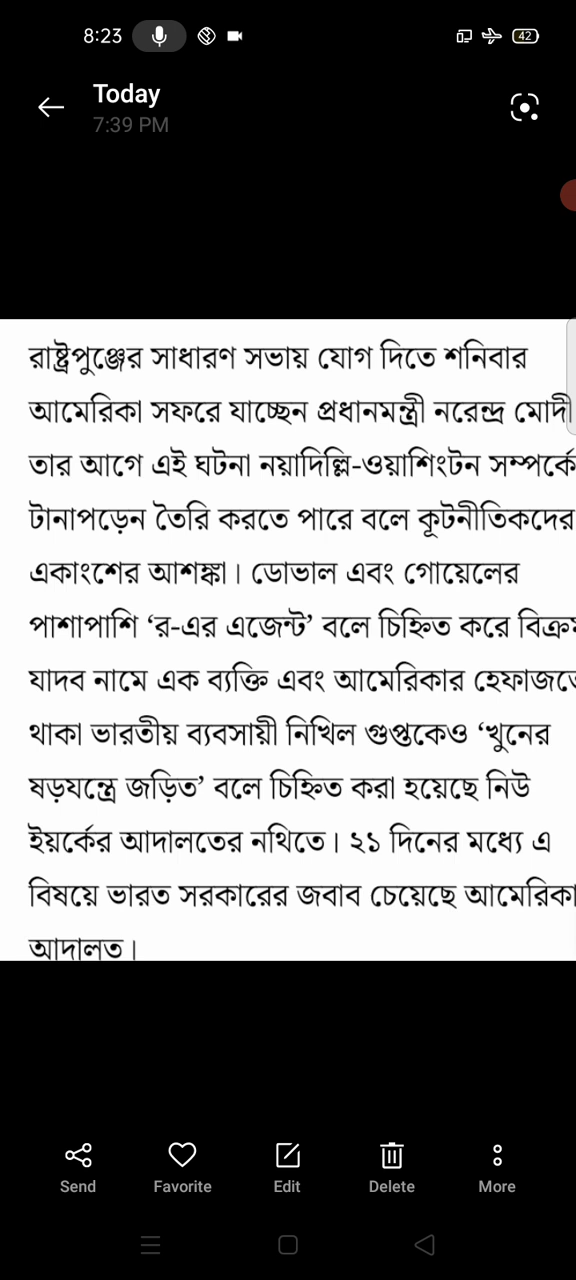 8:23
42
Today
7:39 PM
রাষ্ট্রপুঞ্জের সাধারণ সভায় যোগ দিতে শনিবার
আমেরিকা সফরে যাচ্ছেন প্রধানমন্ত্রী নরেন্দ্র মোদী
তার আগে এই ঘটনা নয়াদিল্লি-ওয়াশিংটন সম্পর্কে
টানাপড়েন তৈরি করতে পারে বলে কূটনীতিকদের
একাংশের আশঙ্কা। ডোভাল এবং গোয়েলের
পাশাপাশি ‘র-এর এজেন্ট’ বলে চিহ্নিত করে
যাদব নামে এক ব্যক্তি এবং আমেরিকার
থাকা ভারতীয় ব্যবসায়ী নিখিল গুপ্তকেও ‘খুনের
ষড়যন্ত্রে জড়িত’ বলে চিহ্নিত করা হয়েছে নিউ
ইয়র্কের আদালতের নথিতে। ২১ দিনের মধ্যে এ
বিষয়ে ভারত সরকারের জবাব চেয়েছে
আদালত।
Send
Favorite
Edit
Delete
More